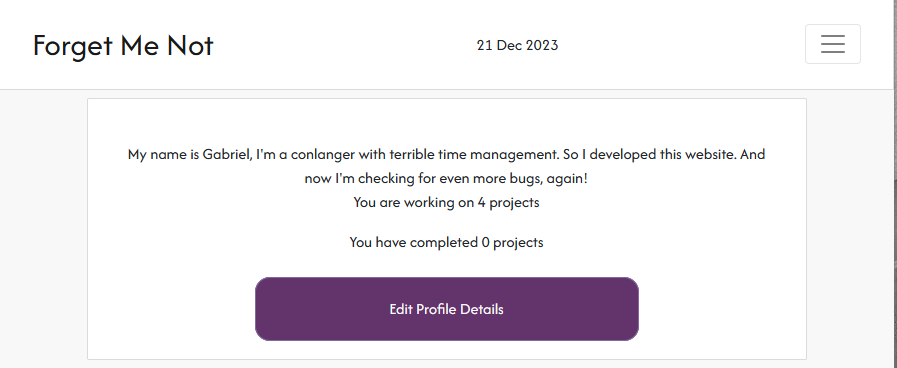 Forget Me Not
21 Dec 2023
My name is Gabriel, I'm a conlanger with terrible time management. So I developed this website. And
now I'm checking for even more bugs, again!
You are working on 4 projects
You have completed 0 projects
Edit Profile Details